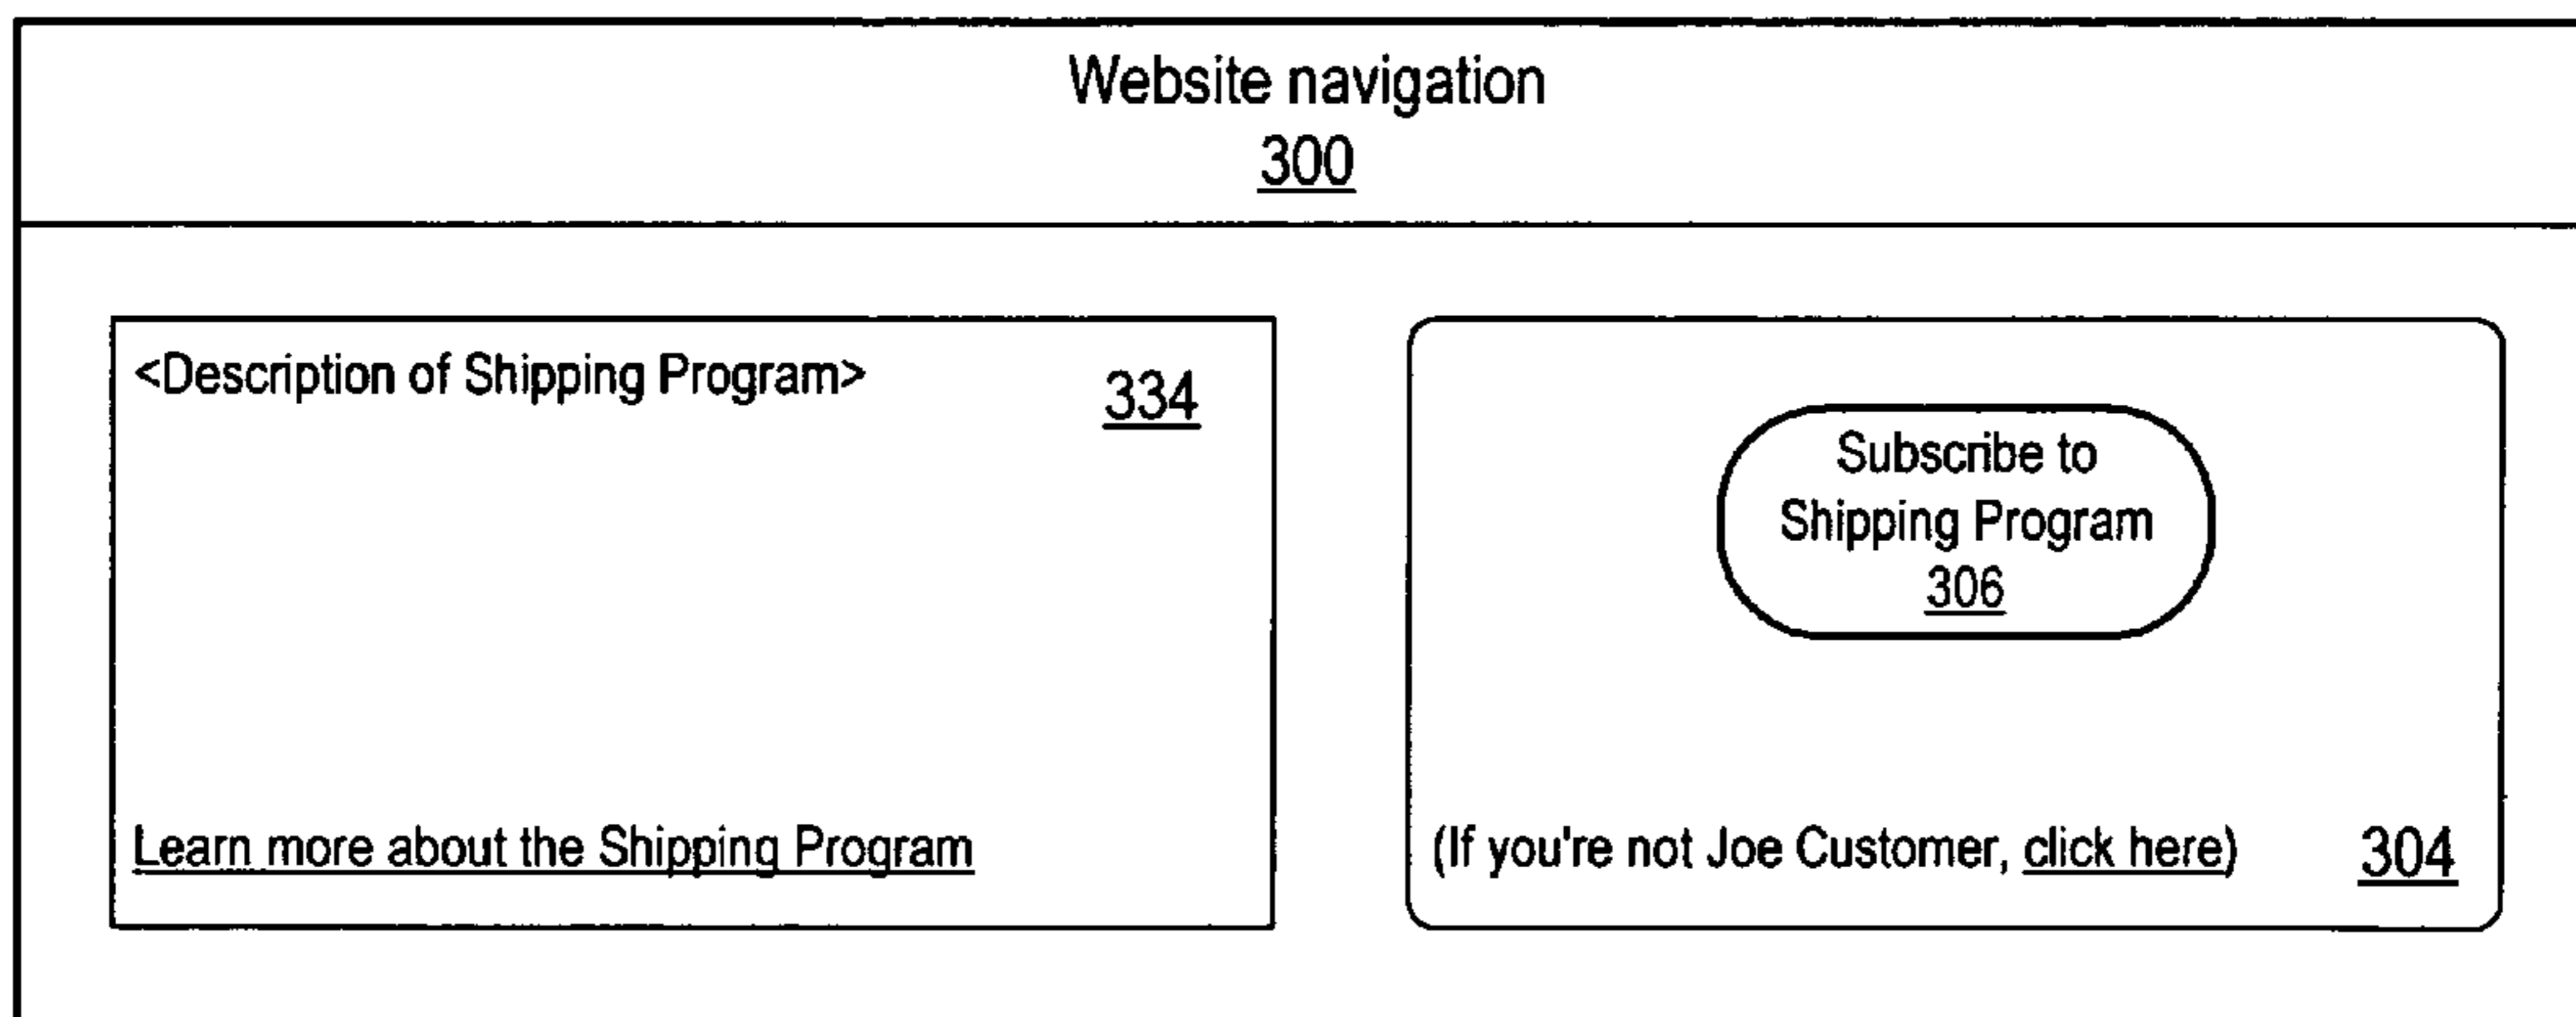 Website navigation
300
<Description of Shipping Program>
334
Learn more about the Shipping Program
Subscribe to
Shipping Program
306
(If you're not Joe Customer, click here)
304